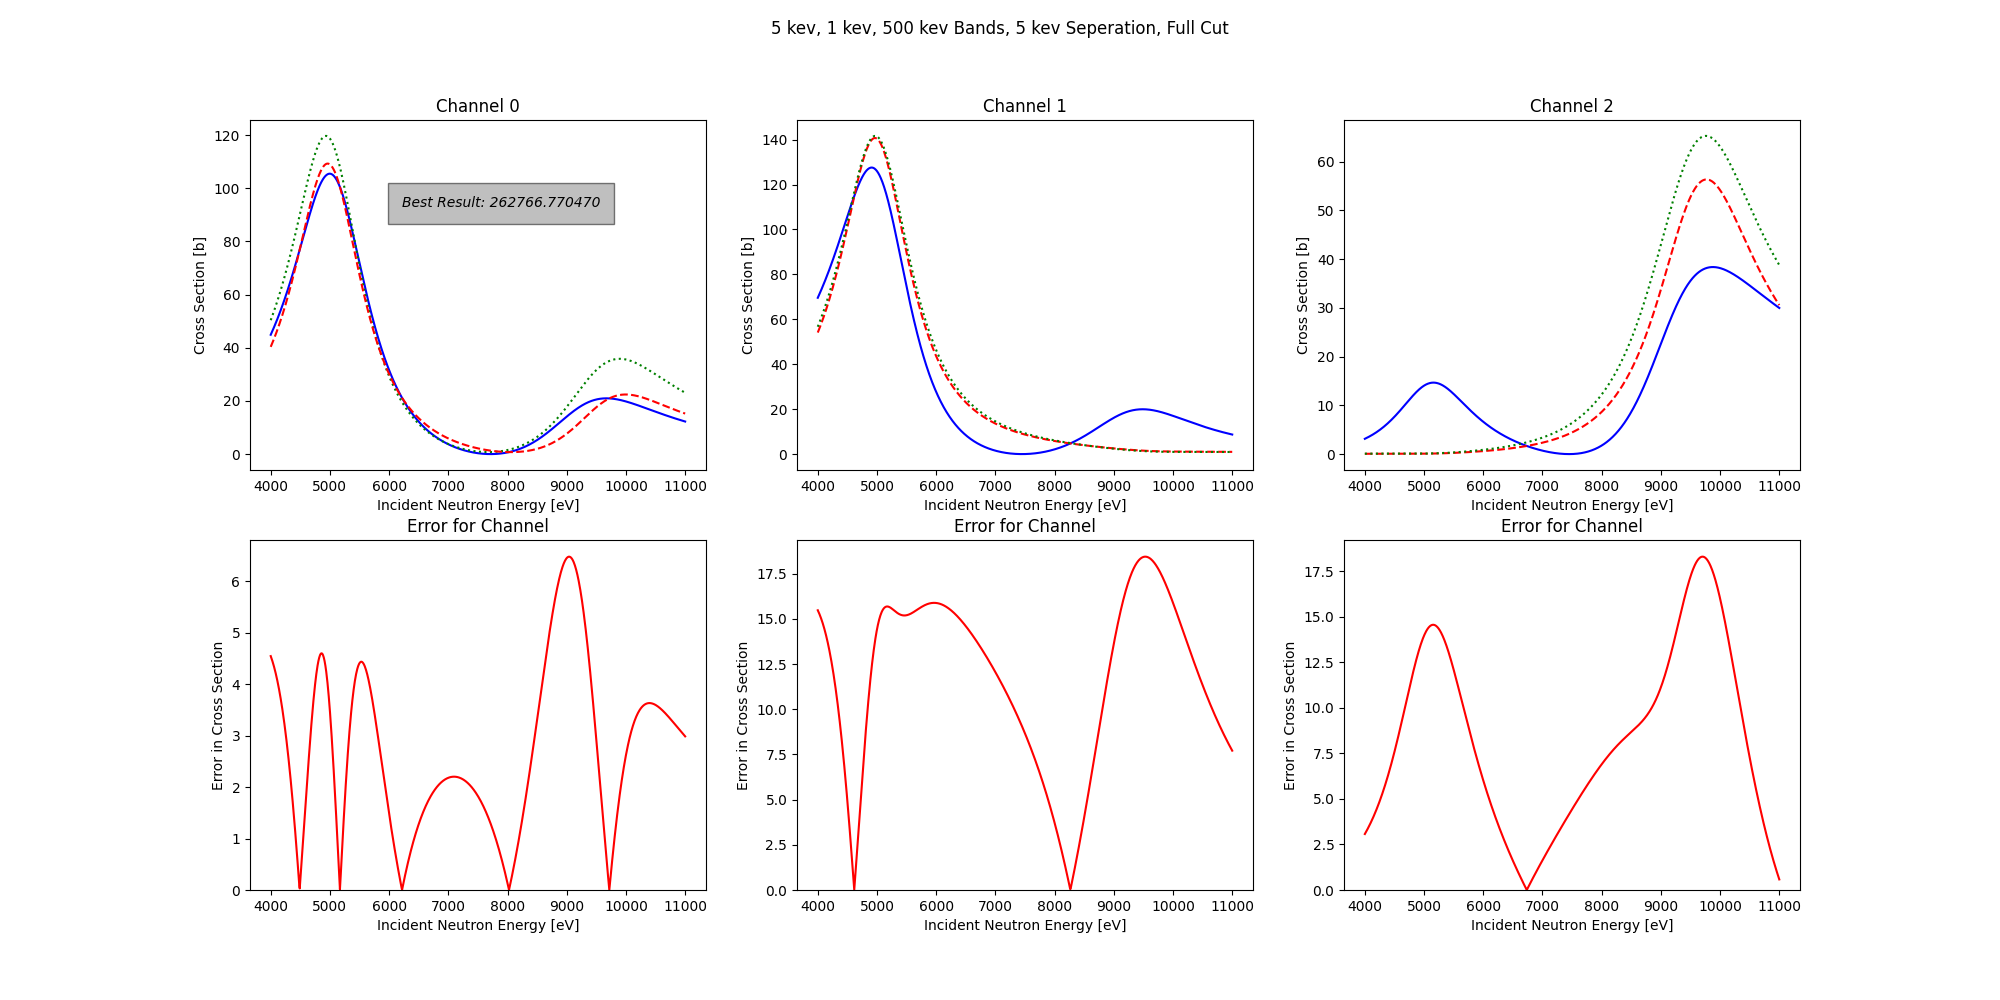 5 kev, 1 kev, 500 kev Bands, 5 kev Seperation, Full Cut
Channel 0
Cross Section [b]
120
100
80
60
40
20
0
Best Result: 262766.770470
4000 5000 6000 7000 8000 9000 10000 11000
Incident Neutron Energy [eV]
Channel 1
Cross Section [b]
140
120
100
80
60
40
20
0
4000 5000 6000 7000 8000 9000 10000 11000
Incident Neutron Energy [eV]
Channel 2
Cross Section [b]
60
50
40
30
20
10
0
4000 5000 6000 7000 8000 9000 10000 11000
Incident Neutron Energy [eV]
Error for Channel
Error in Cross Section
6
5
4
3
2
1
0
4000 5000 6000 7000 8000 9000 10000 11000
Incident Neutron Energy [eV]
Error for Channel
Error in Cross Section
17.5
15.0
12.5
10.0
7.5
5.0
2.5
0.0
4000 5000 6000 7000 8000 9000 10000 11000
Incident Neutron Energy [eV]
Error for Channel
Error in Cross Section
17.5
15.0
12.5
10.0
7.5
5.0
2.5
0.0
4000 5000 6000 7000 8000 9000 10000 11000
Incident Neutron Energy [eV]